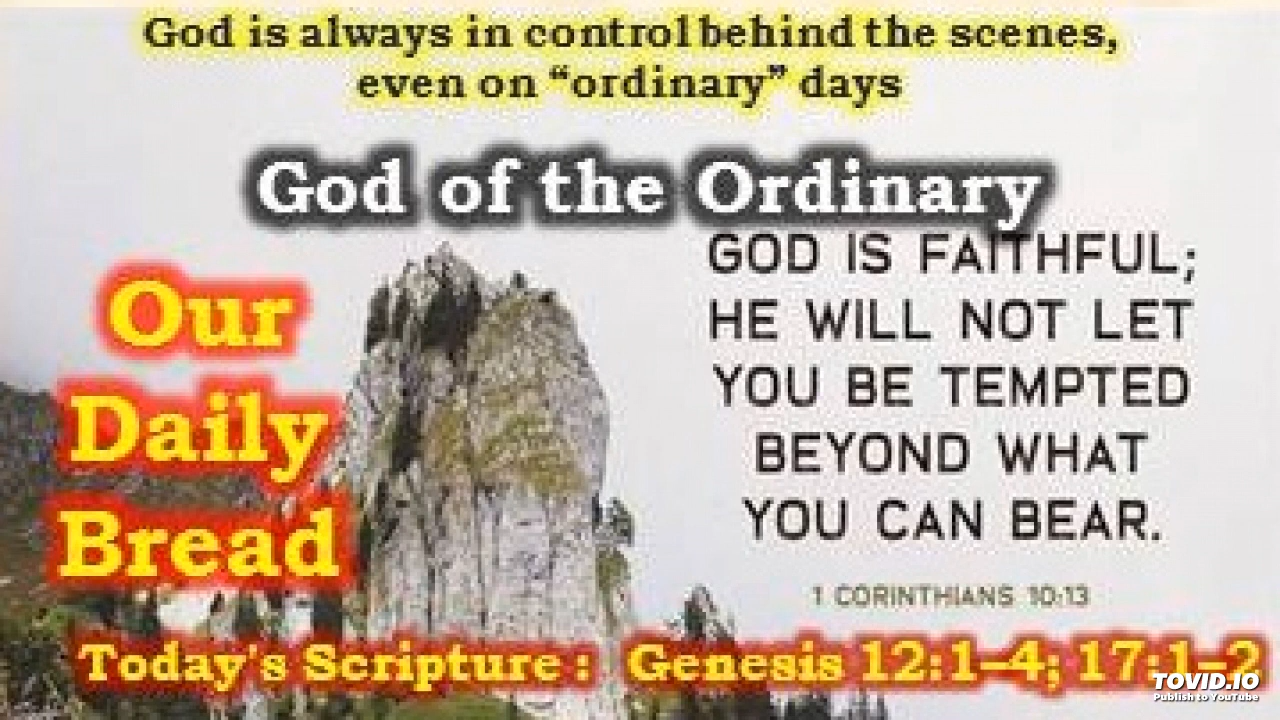 God is always in control behind the scenes,
even on “ordinary” days
God of the Ordinary
GOD IS FAITHFUL;
HE WILL NOT LET
YOU BE TEMPTED
BEYOND WHAT
YOU CAN BEAR.
1 CORINTHIANS 10:13
Our
Daily
Bread
Today's Scripture : Genesis 12:1–4; 17:1–2
TOVID.IO
Publish to YouTube